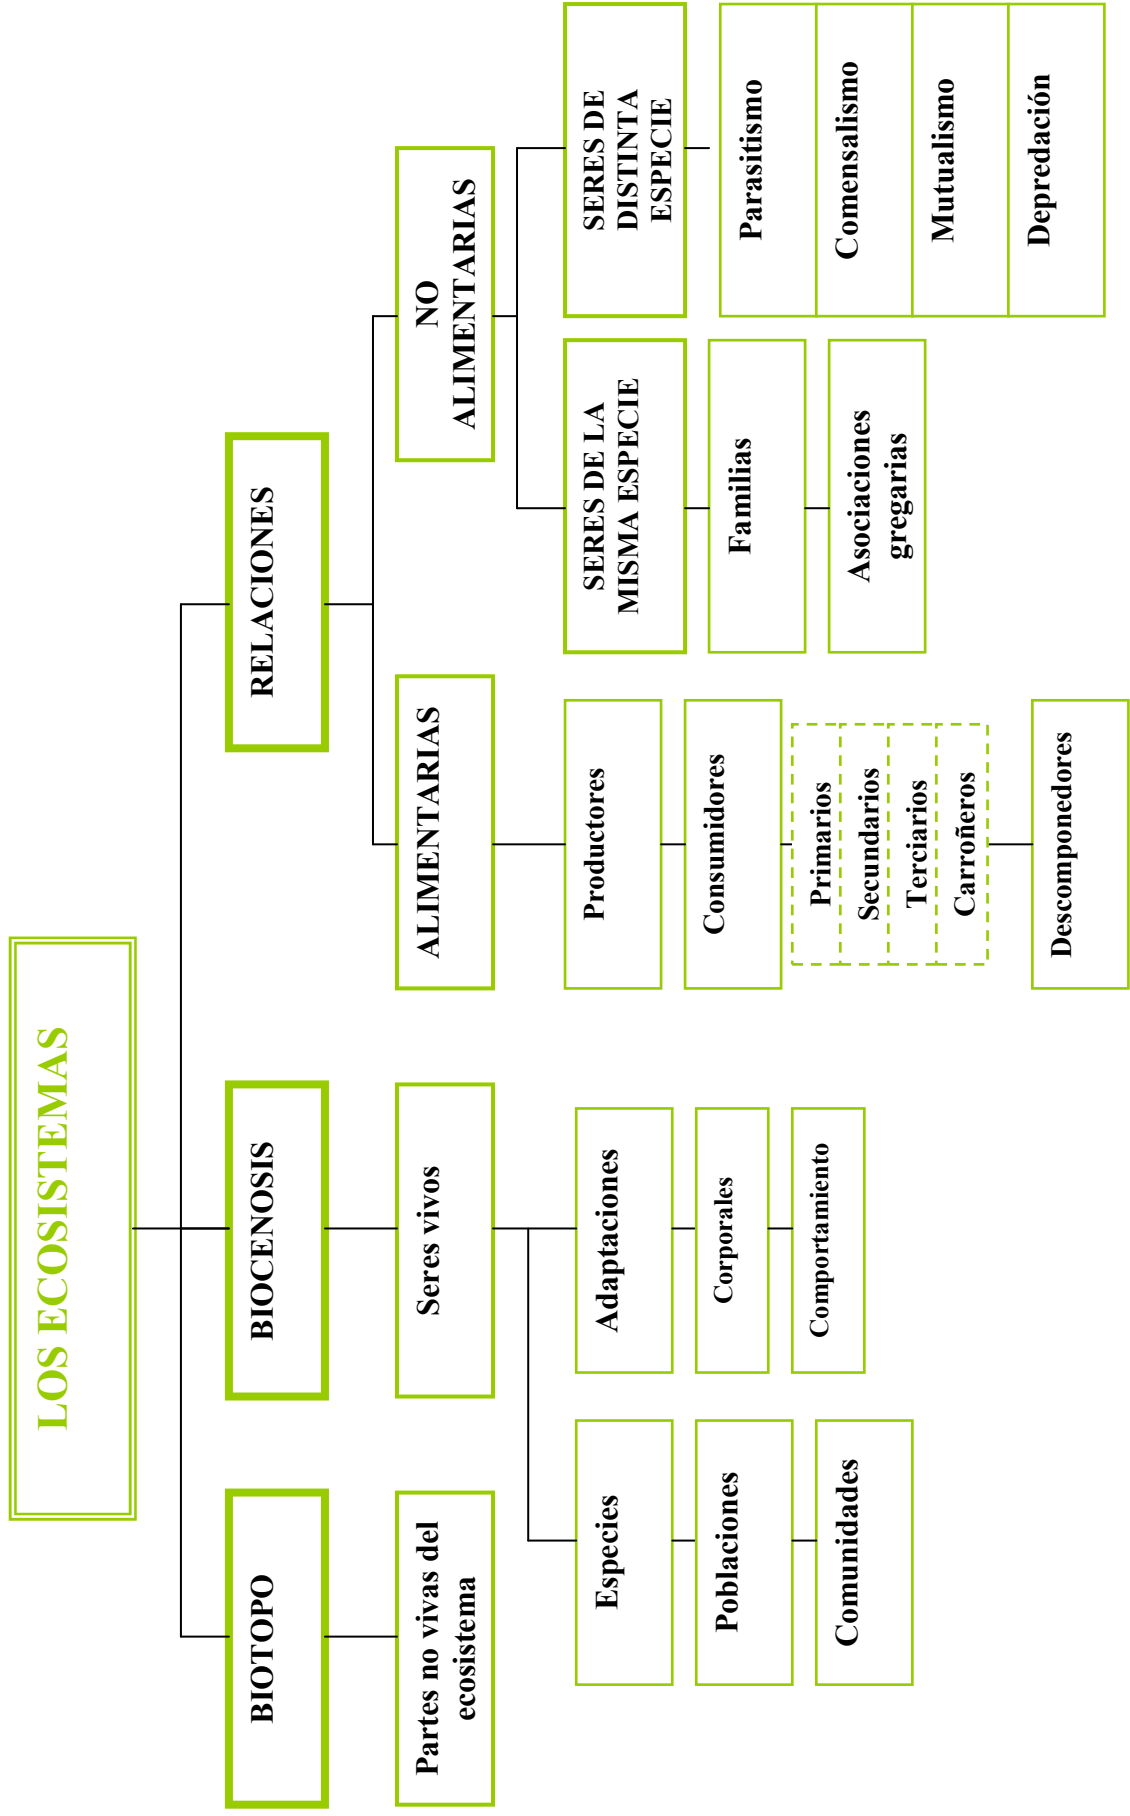 LOS ECOSISTEMAS
BIOTOPO
Partes no vivas del
ecosistema
BIOCENOSIS
Seres vivos
Especies
Poblaciones
Comunidades
Adaptaciones
Corporales
Comportamiento
RELACIONES
ALIMENTARIAS
Productores
Consumidores
Primarios
Secundarios
Terciarios
Carroñeros
Descomponedores
NO
ALIMENTARIAS
SERES DE LA
MISMA ESPECIE
Familias
Asociaciones
gregarias
SERES DE
DISTINTA
ESPECIE
Parasitismo
Comensalismo
Mutualismo
Depredación